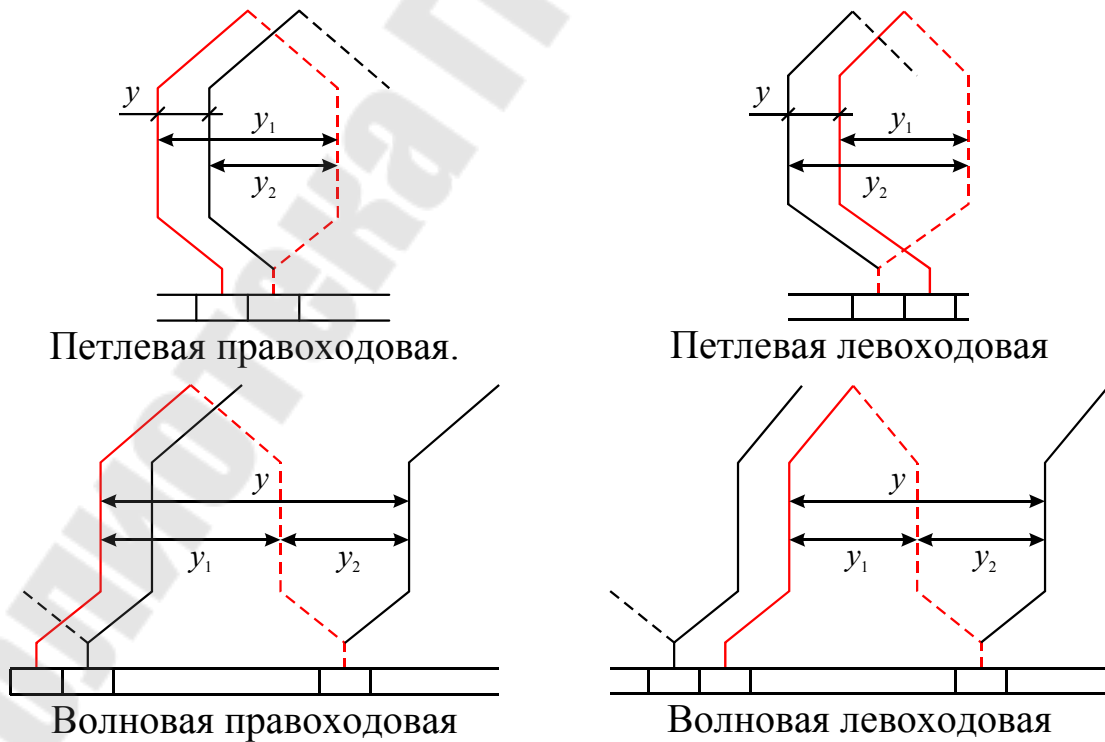 y
y₁
y₂
Петлевая правоходовая.
y
y₁
y₂
Петлевая левоходовая
y
y₁
y₂
Волновая правоходовая
y
y₁
y₂
Волновая левоходовая